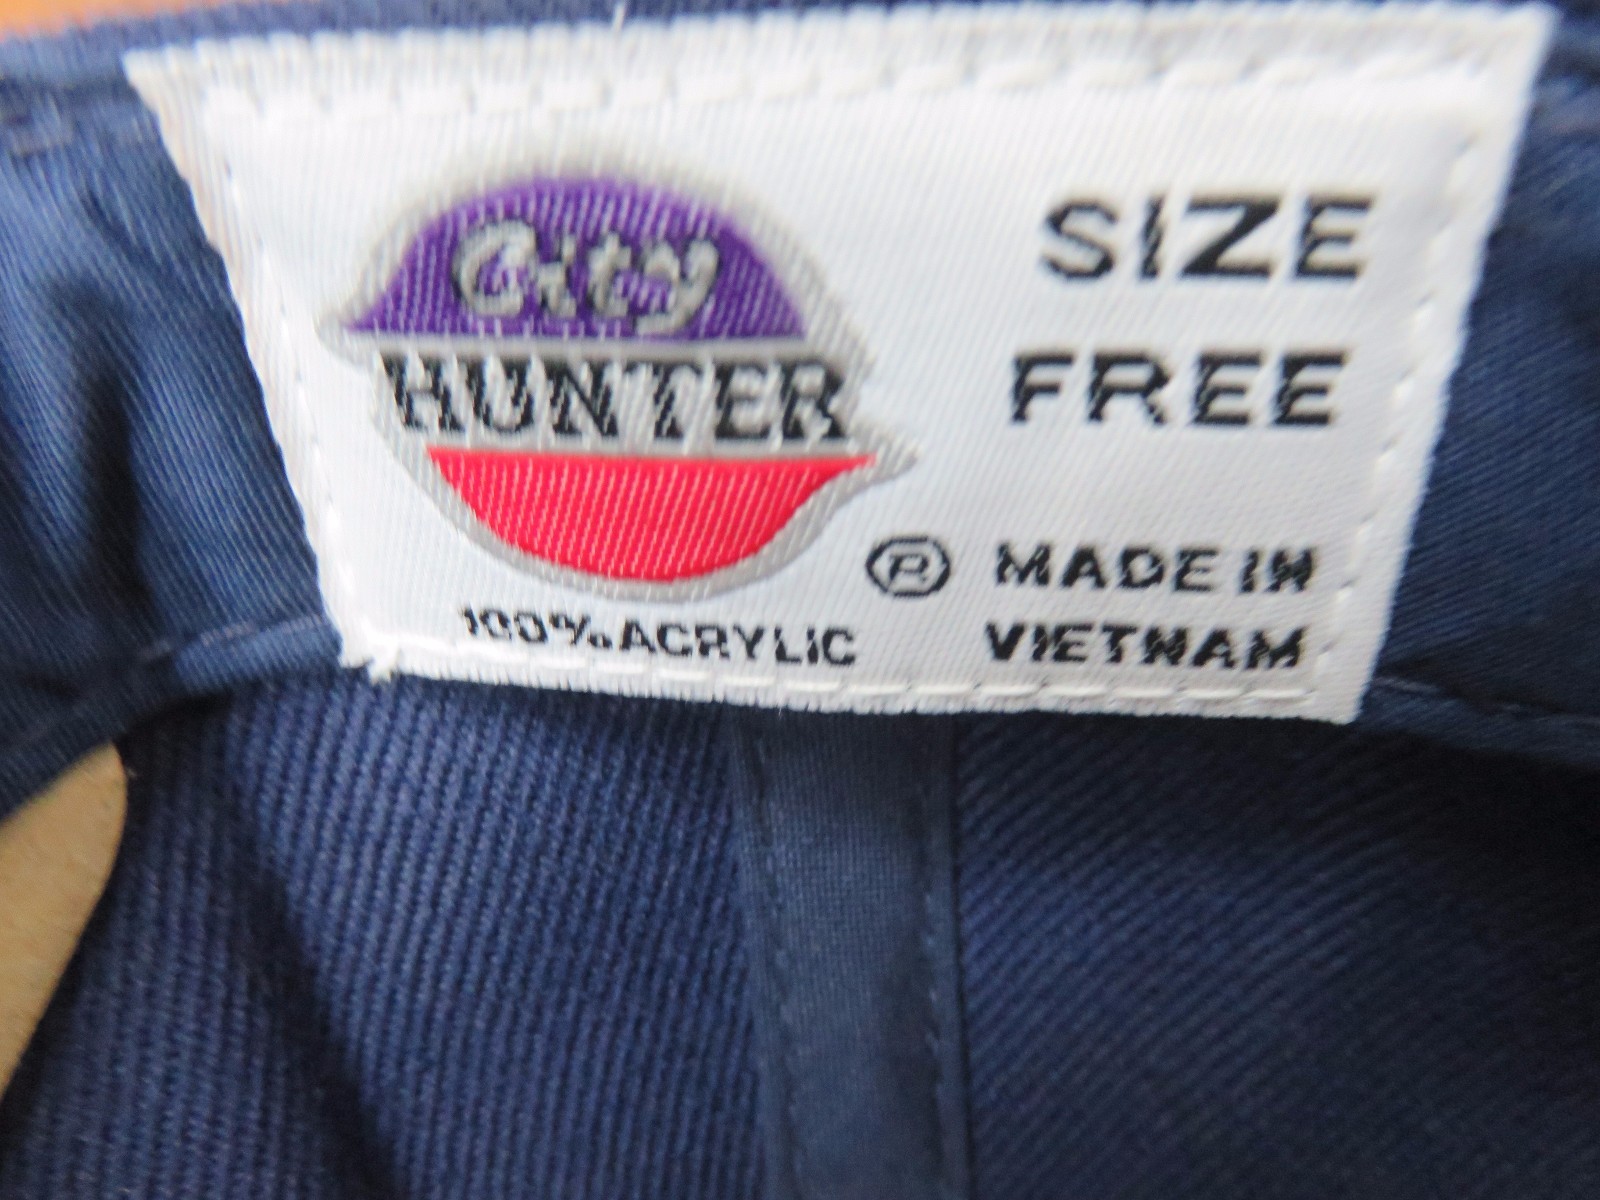 City
HUNTER
100% ACRYLIC
SIZE
FREE
® MADE IN
VIETNAM